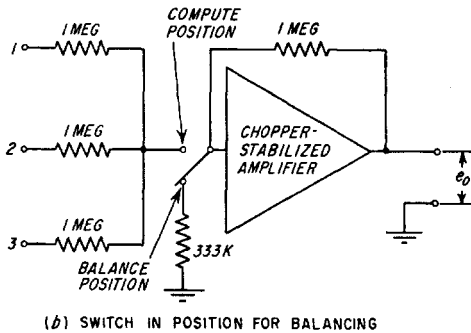 COMPUTE
POSITION
1 MEG
1
1 MEG
1 MEG
2
CHOPPER-
STABILIZED
AMPLIFIER
e₀
1 MEG
3
333K
BALANCE
POSITION
(b) SWITCH IN POSITION FOR BALANCING